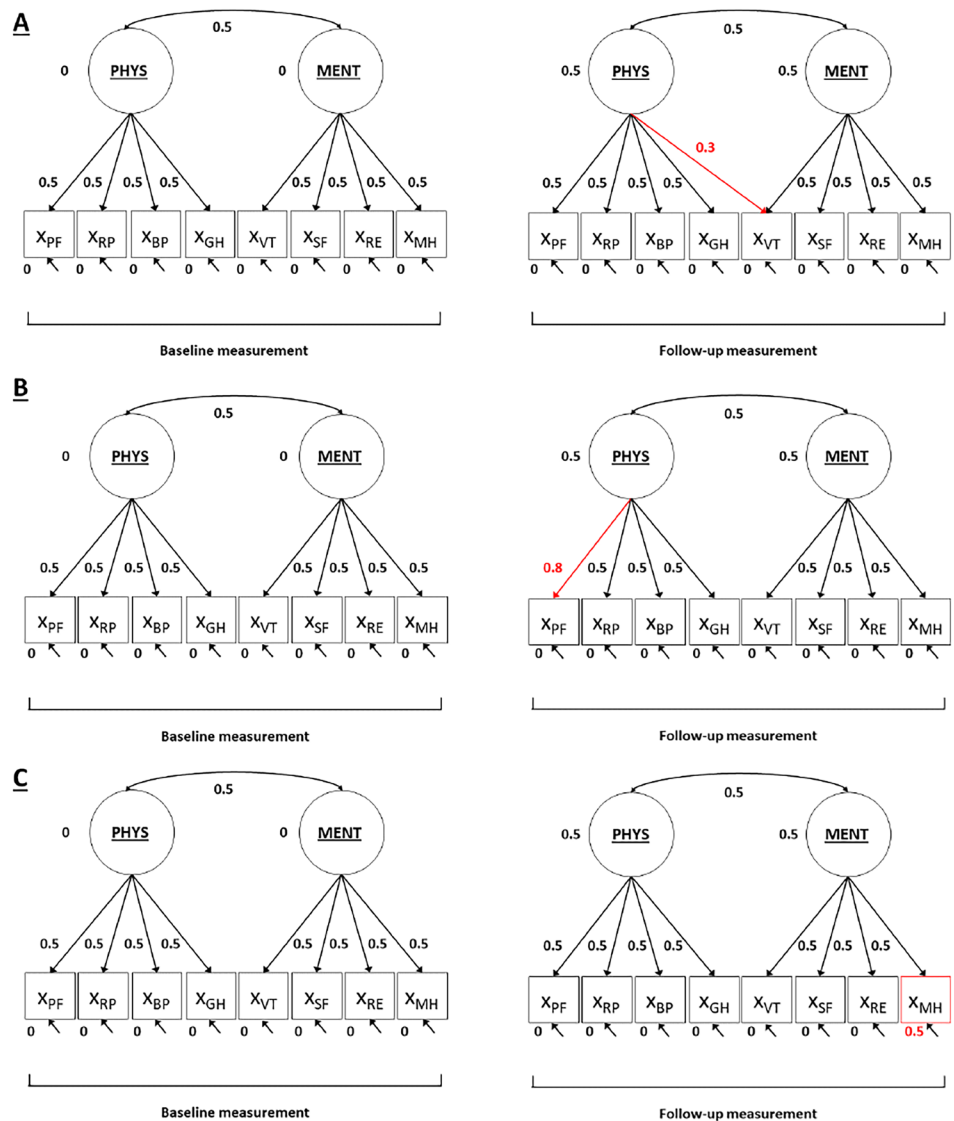 A
0.5 0.5
0 PHYS 0 MENT 0.5 PHYS 0.5 MENT
0.3
0.5 0.5 0.5 0.5 0.5 0.5 0.5 0.5 0.5 0.5 0.5 0.5 0.5 0.5 0.5 0.5
XPF XRP XBP XGH XVT XSF XRE XMH XPF XRP XBP XGH XVT XSF XRE XMH
0 0 0 0 0 0 0 0 0 0 0 0 0 0 0 0
Baseline measurement Follow-up measurement
B
0.5 0.5
0 PHYS 0 MENT 0.5 PHYS 0.5 MENT
0.5 0.5 0.5 0.5 0.5 0.5 0.5 0.5 0.8 0.5 0.5 0.5 0.5 0.5 0.5 0.5
XPF XRP XBP XGH XVT XSF XRE XMH XPF XRP XBP XGH XVT XSF XRE XMH
0 0 0 0 0 0 0 0 0 0 0 0 0 0 0 0
Baseline measurement Follow-up measurement
C
0.5 0.5
0 PHYS 0 MENT 0.5 PHYS 0.5 MENT
0.5 0.5 0.5 0.5 0.5 0.5 0.5 0.5 0.5 0.5 0.5 0.5 0.5 0.5 0.5 0.5
XPF XRP XBP XGH XVT XSF XRE XMH XPF XRP XBP XGH XVT XSF XRE XMH
0 0 0 0 0 0 0 0 0 0 0 0 0 0 0 0.5
Baseline measurement Follow-up measurement